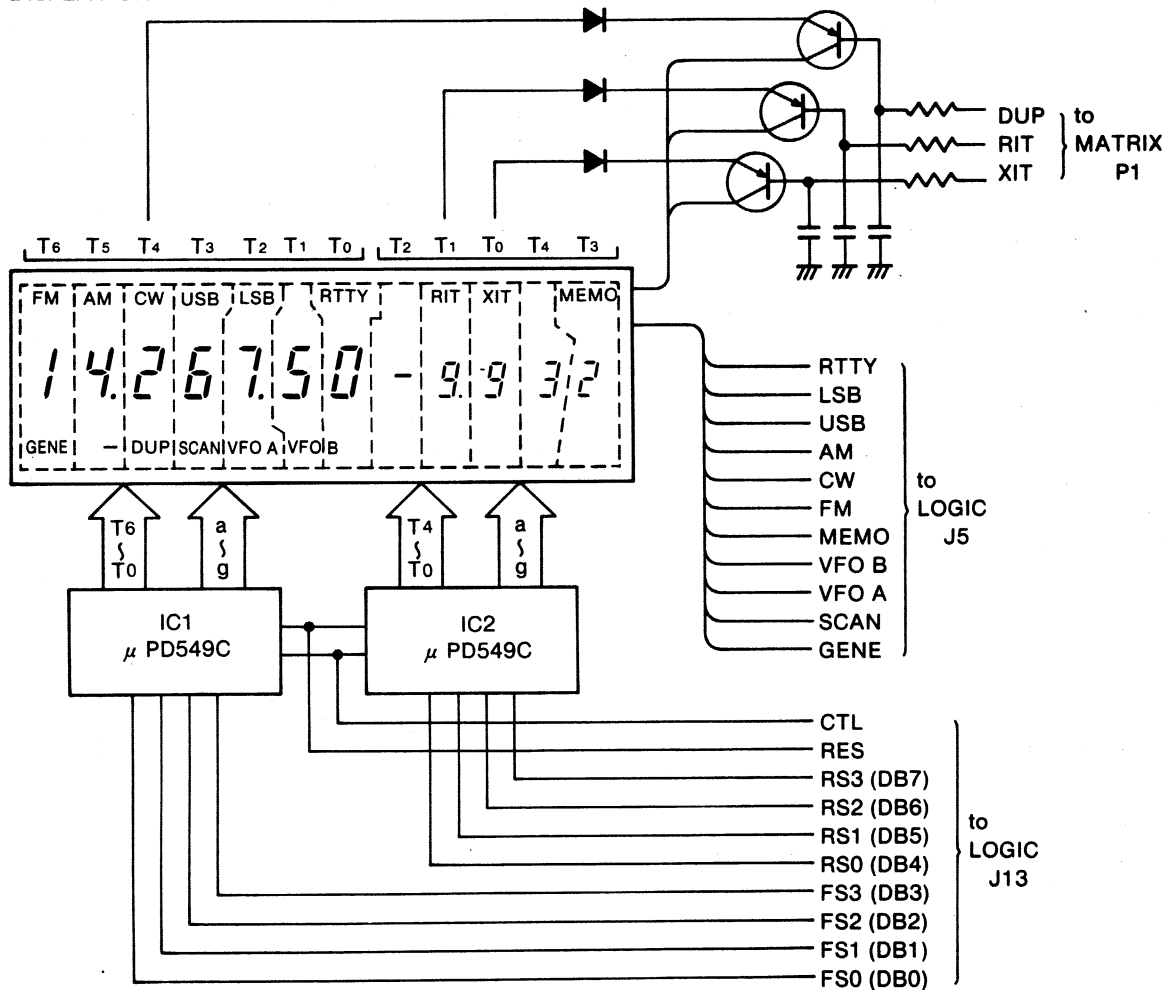 DUP to
RIT MATRIX
XIT P1
T6 T5 T4 T3 T2 T1 T0 T2 T1 T0 T4 T3
FM AM CW USB LSB RTTY RIT XIT MEMO
14.267.50 - 9.9 32
GENE - DUP SCAN VFO A VFO B
RTTY
LSB
USB
AM
CW
FM
MEMO
VFO B
VFO A
SCAN
GENE
to
LOGIC
J5
T6 ~ T0
a ~ g
T4 ~ T0
a ~ g
IC1
μ PD549C
IC2
μ PD549C
CTL
RES
RS3 (DB7)
RS2 (DB6)
RS1 (DB5)
RS0 (DB4)
FS3 (DB3)
FS2 (DB2)
FS1 (DB1)
FS0 (DB0)
to
LOGIC
J13